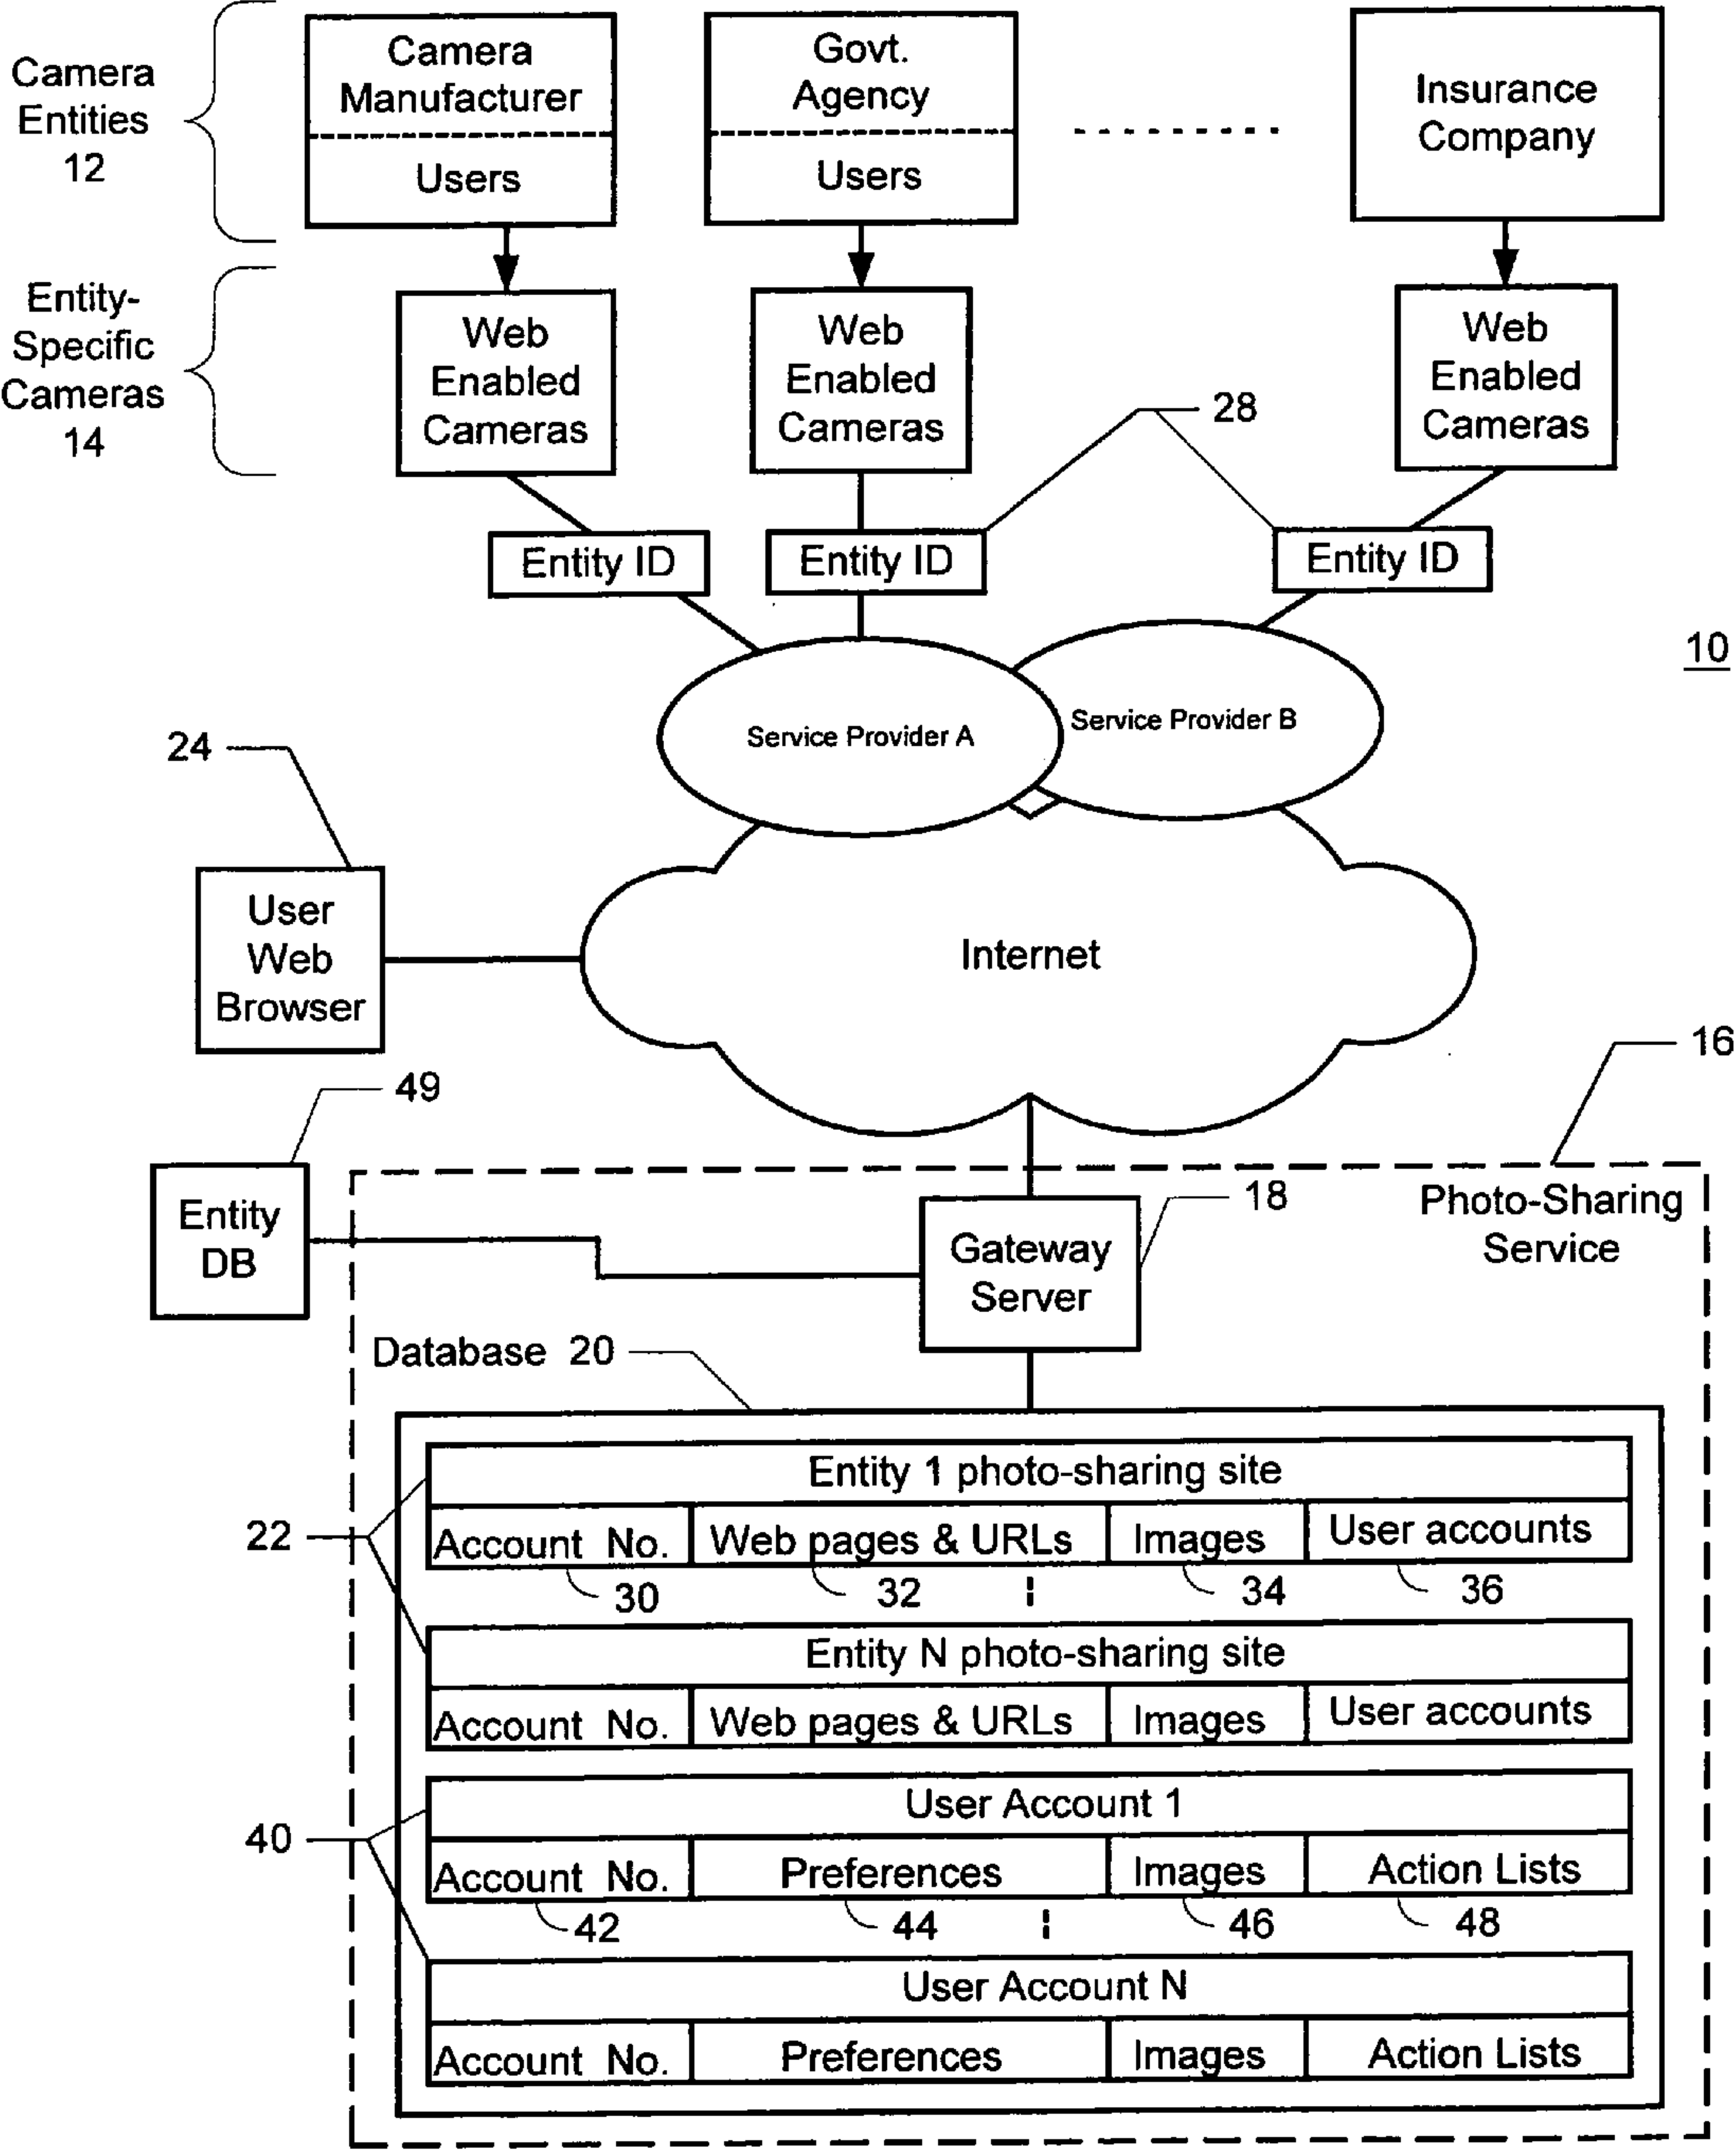 Camera
Entities
12
Camera
Manufacturer
Users
Govt.
Agency
Users
Insurance
Company
Entity-
Specific
Cameras
14
Web
Enabled
Cameras
Web
Enabled
Cameras
Web
Enabled
Cameras
28
Entity ID
Entity ID
Entity ID
10
Service Provider A
Service Provider B
24
User
Web
Browser
Internet
16
49
Entity
DB
18
Gateway
Server
Photo-Sharing
Service
Database 20
Entity 1 photo-sharing site
22
Account No.
Web pages & URLs
Images
User accounts
30
32
34
36
Entity N photo-sharing site
Account No.
Web pages & URLs
Images
User accounts
User Account 1
40
Account No.
Preferences
Images
Action Lists
42
44
46
48
User Account N
Account No.
Preferences
Images
Action Lists